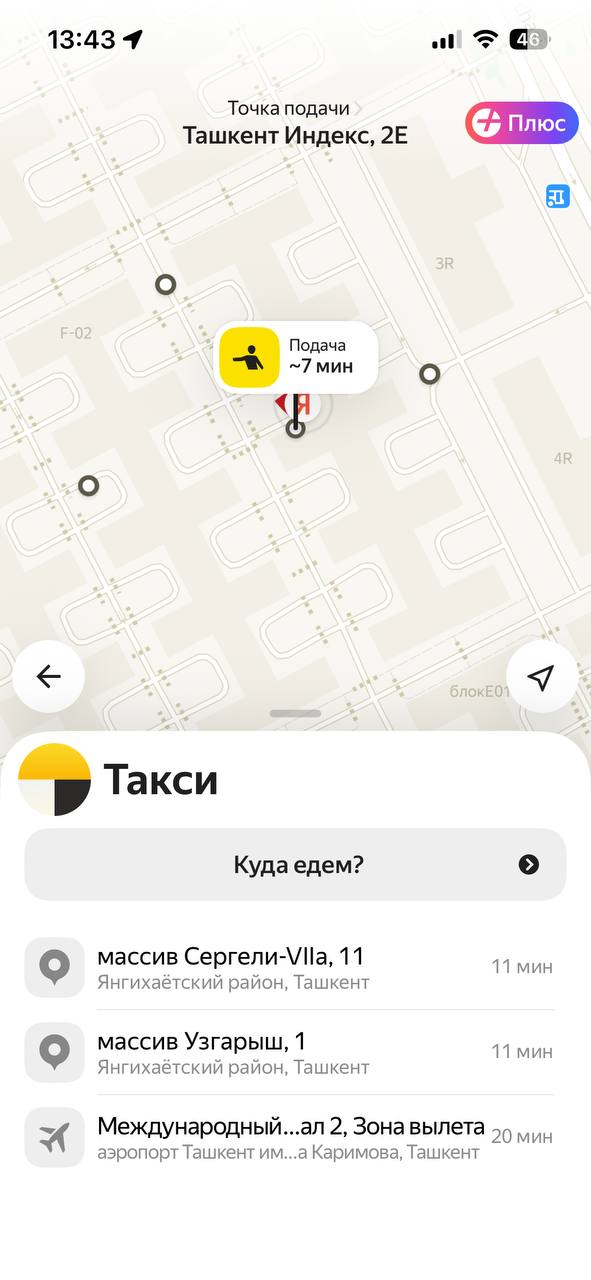 13:43
46
Точка подачи
Ташкент Индекс, 2Е
Плюс
3R
F-02
Подача
~7 мин
Я
4R
блокЕ01
Такси
Куда едем?
массив Сергели-VIIа, 11
Янгихаётский район, Ташкент
11 мин
массив Узгарыш, 1
Янгихаётский район, Ташкент
11 мин
Международный...ал 2, Зона вылета
аэропорт Ташкент им...а Каримова, Ташкент
20 мин